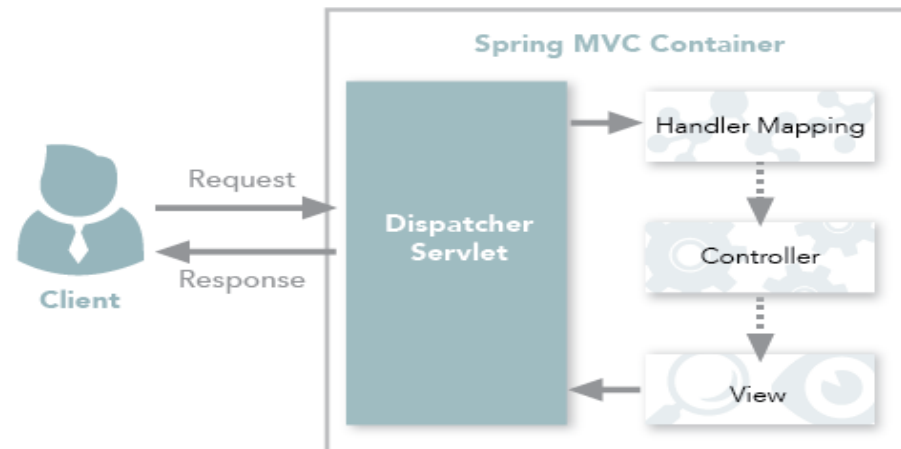 Spring MVC Container
Handler Mapping
Request
Dispatcher
Servlet
Controller
Response
Client
View